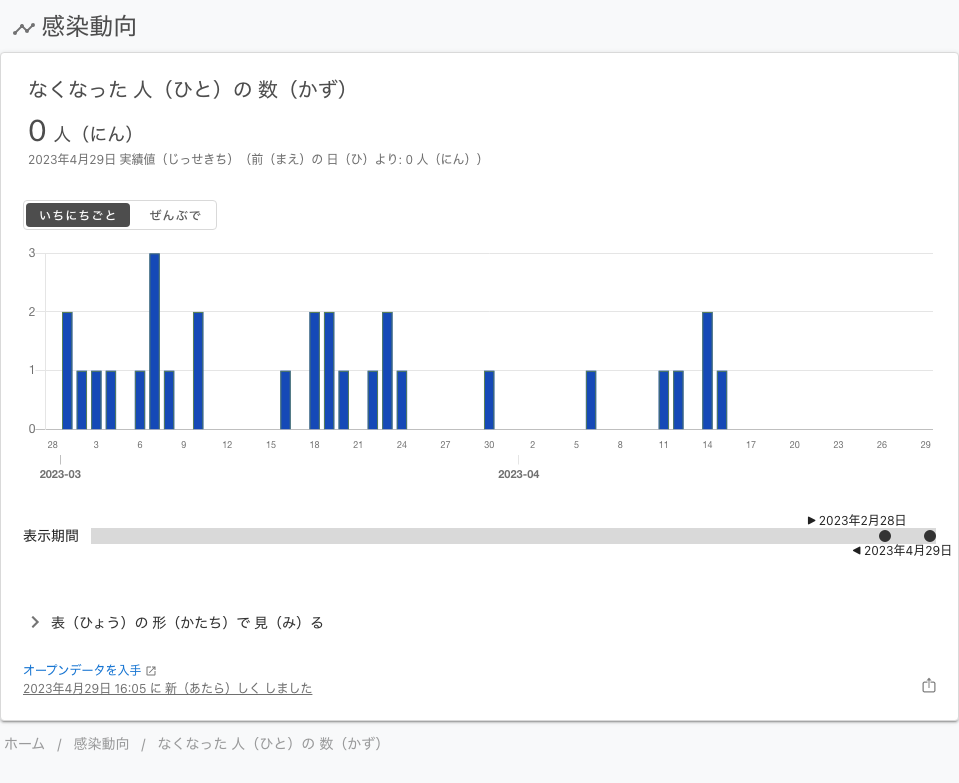 感染動向
なくなった 人（ひと）の 数（かず）
0 人（にん）
2023年4月29日 実績値（じっせきち）（前（まえ）の 日（ひ）より: 0 人（にん））
いちにちごと ぜんぶで
3
2
1
0
28 3 6 9 12 15 18 21 24 27 30 2 5 8 11 14 17 20 23 26 29
2023-03 2023-04
2023年2月28日
表示期間
2023年4月29日
表（ひょう）の 形（かたち）で 見（み）る
オープンデータを入手
2023年4月29日 16:05 に 新（あたら）しく しました
ホーム / 感染動向 / なくなった 人（ひと）の 数（かず）